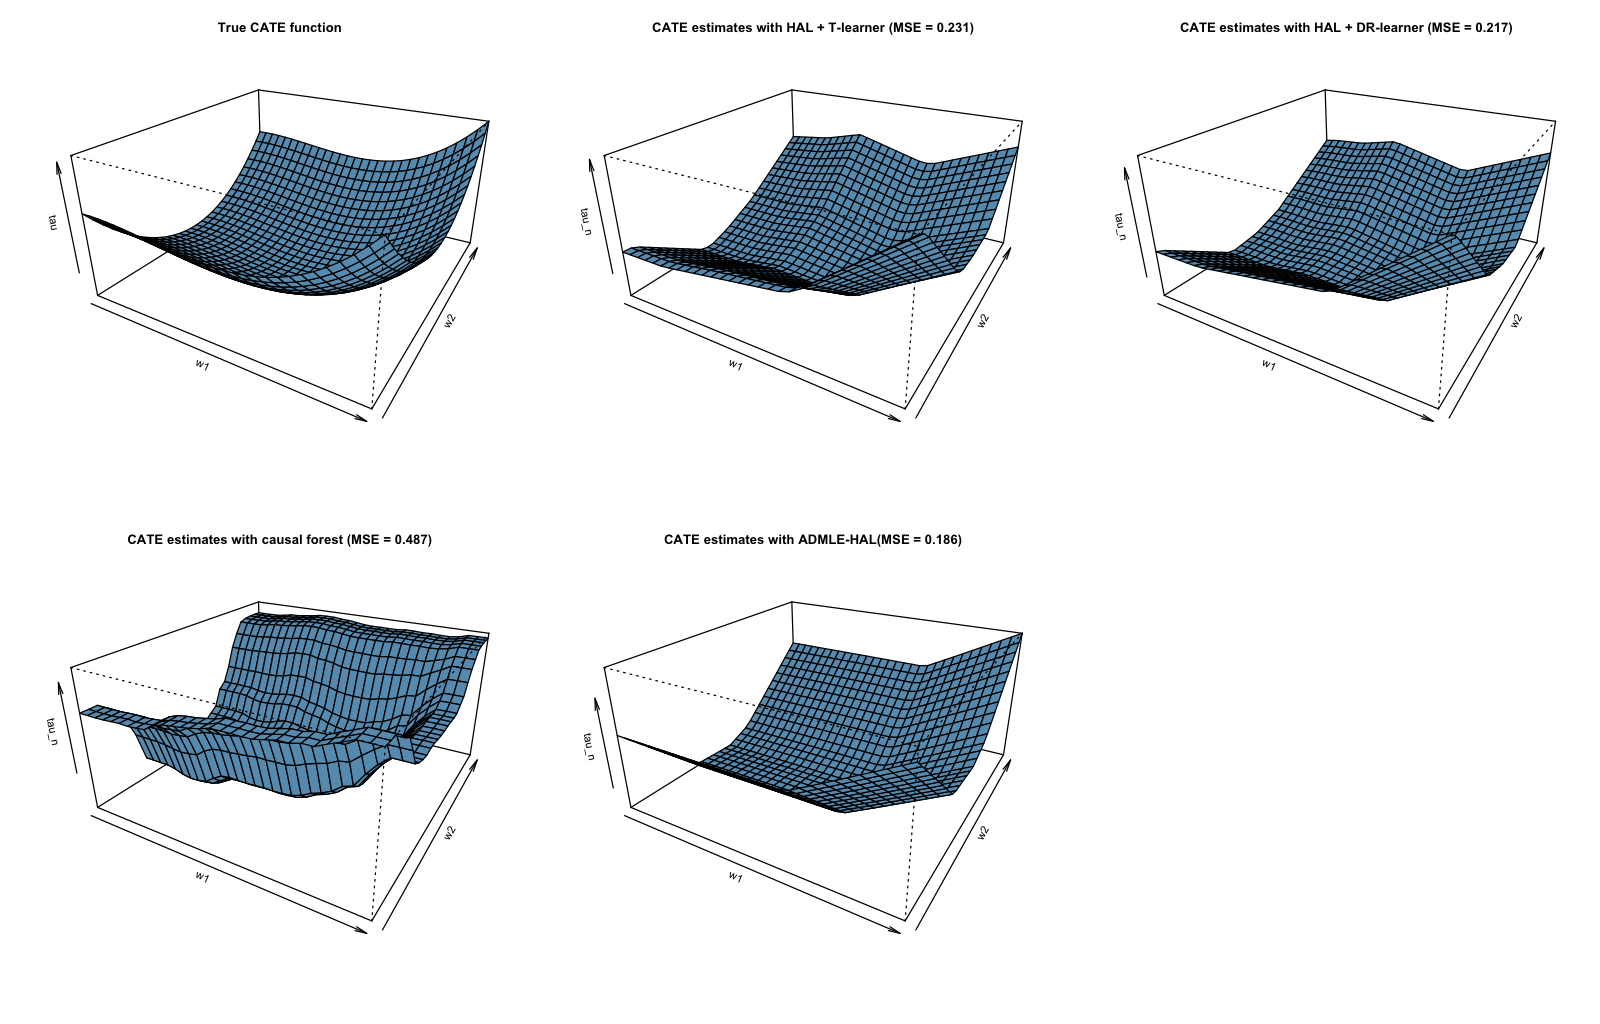 True CATE function
tau
w1
w2
CATE estimates with HAL + T-learner (MSE = 0.231)
tau_n
w1
w2
CATE estimates with HAL + DR-learner (MSE = 0.217)
tau_n
w1
w2
CATE estimates with causal forest (MSE = 0.487)
tau_n
w1
w2
CATE estimates with ADMLE-HAL(MSE = 0.186)
tau_n
w1
w2